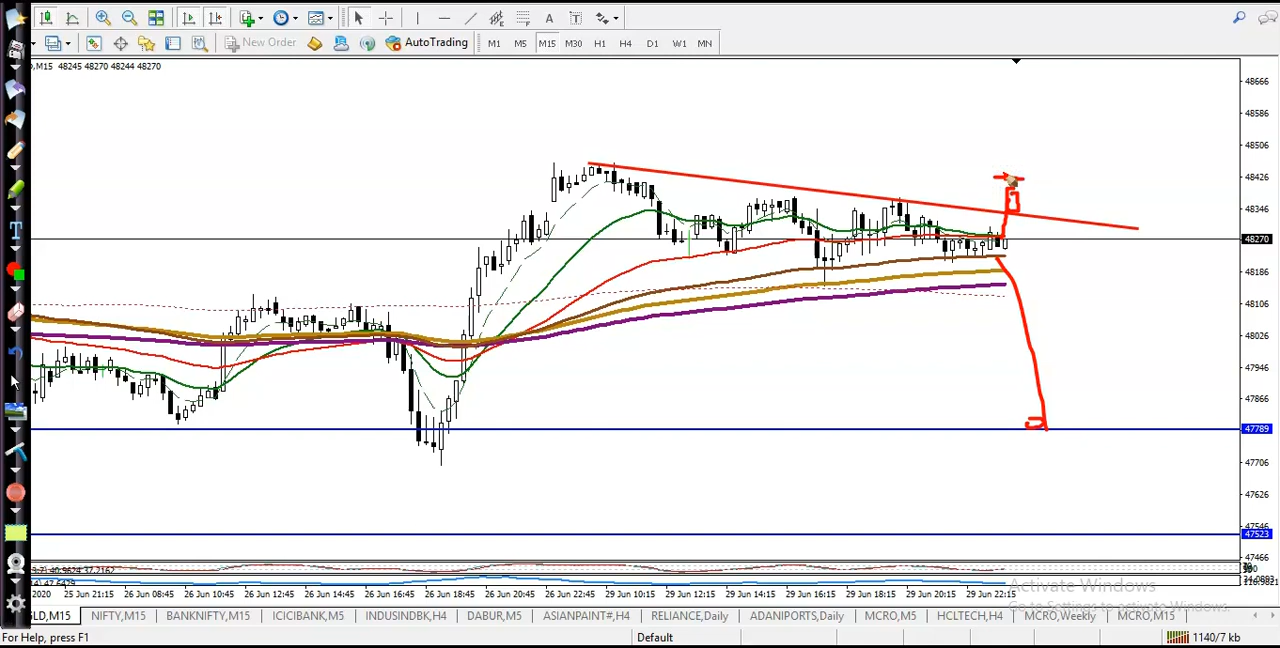 New Order
AutoTrading
M1 M5 M15 M30 H1 H4 D1 W1 MN
,M15 48245 48270 48244 48270
48666
48586
48506
48426
48346
48270
48186
48106
48026
47946
47866
47789
47706
47626
47546
47523
47466
2020 25 Jun 21:15 26 Jun 08:45 26 Jun 10:45 26 Jun 12:45 26 Jun 14:45 26 Jun 16:45 26 Jun 18:45 26 Jun 20:45 26 Jun 22:45 29 Jun 10:15 29 Jun 12:15 29 Jun 14:15 29 Jun 16:15 29 Jun 18:15 29 Jun 20:15 29 Jun 22:15
Activate Windows
Go to Settings to activate Windows.
LD,M15 NIFTY,M15 BANKNIFTY,M15 ICICIBANK,M5 INDUSINDBK,H4 DABUR,M5 ASIANPAINT#,H4 RELIANCE,Daily ADANIPORTS,Daily MCRO,M5 HCLTECH,H4 MCRO,Weekly MCRO,M15
For Help, press F1
Default
1140/7 kb